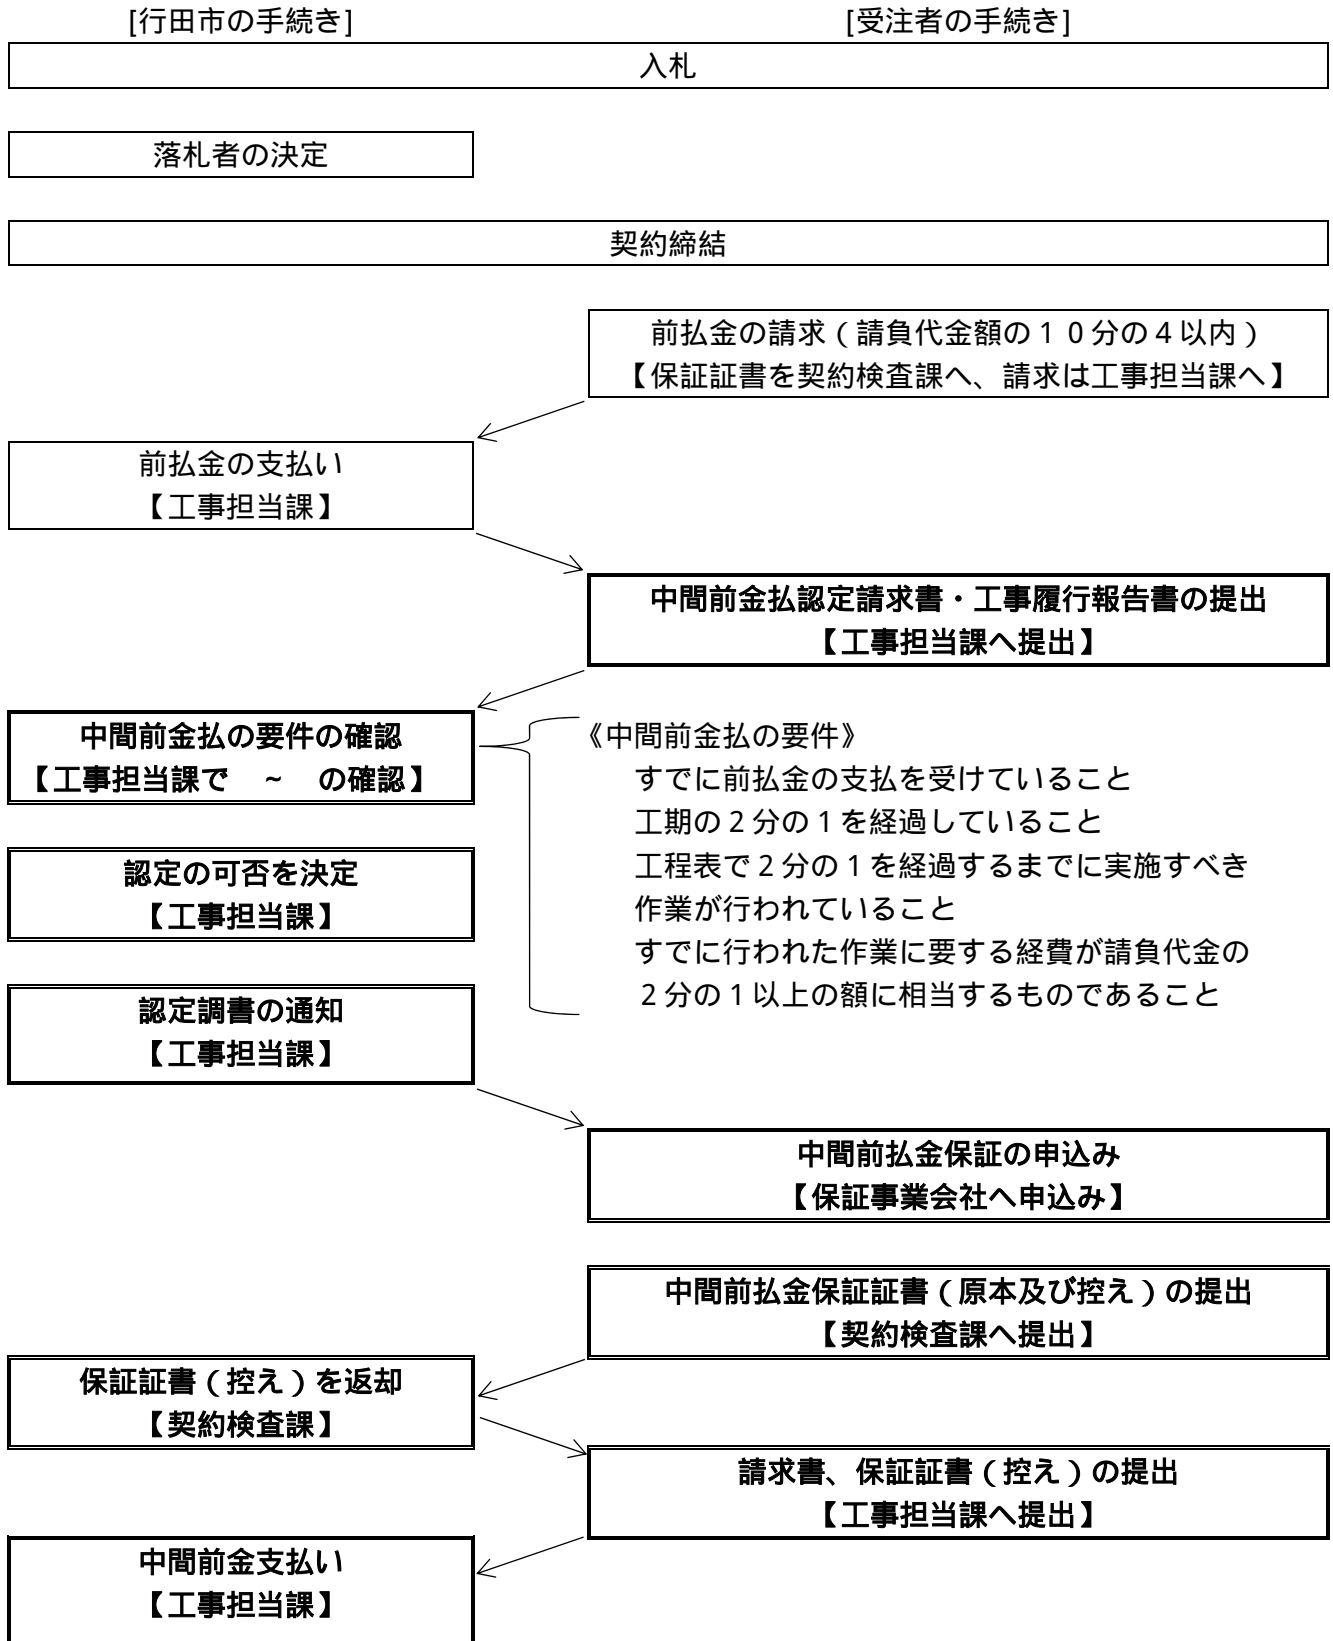 [行田市の手続き]
[受注者の手続き]
入札
落札者の決定
契約締結
前払金の請求(請負代金額の10分の4以内)
【保証証書を契約検査課へ、請求は工事担当課へ】
前払金の支払い
【工事担当課】
中間前金払認定請求書・工事履行報告書の提出
【工事担当課へ提出】
中間前金払の要件の確認
【工事担当課で ~ の確認】
《中間前金払の要件》
すでに前払金の支払を受けていること
工期の2分の1を経過していること
工程表で2分の1を経過するまでに実施すべき
作業が行われていること
すでに行われた作業に要する経費が請負代金の
2分の1以上の額に相当するものであること
認定の可否を決定
【工事担当課】
認定調書の通知
【工事担当課】
中間前払金保証の申込み
【保証事業会社へ申込み】
中間前払金保証証書(原本及び控え)の提出
【契約検査課へ提出】
保証証書(控え)を返却
【契約検査課】
請求書、保証証書(控え)の提出
【工事担当課へ提出】
中間前金支払い
【工事担当課】